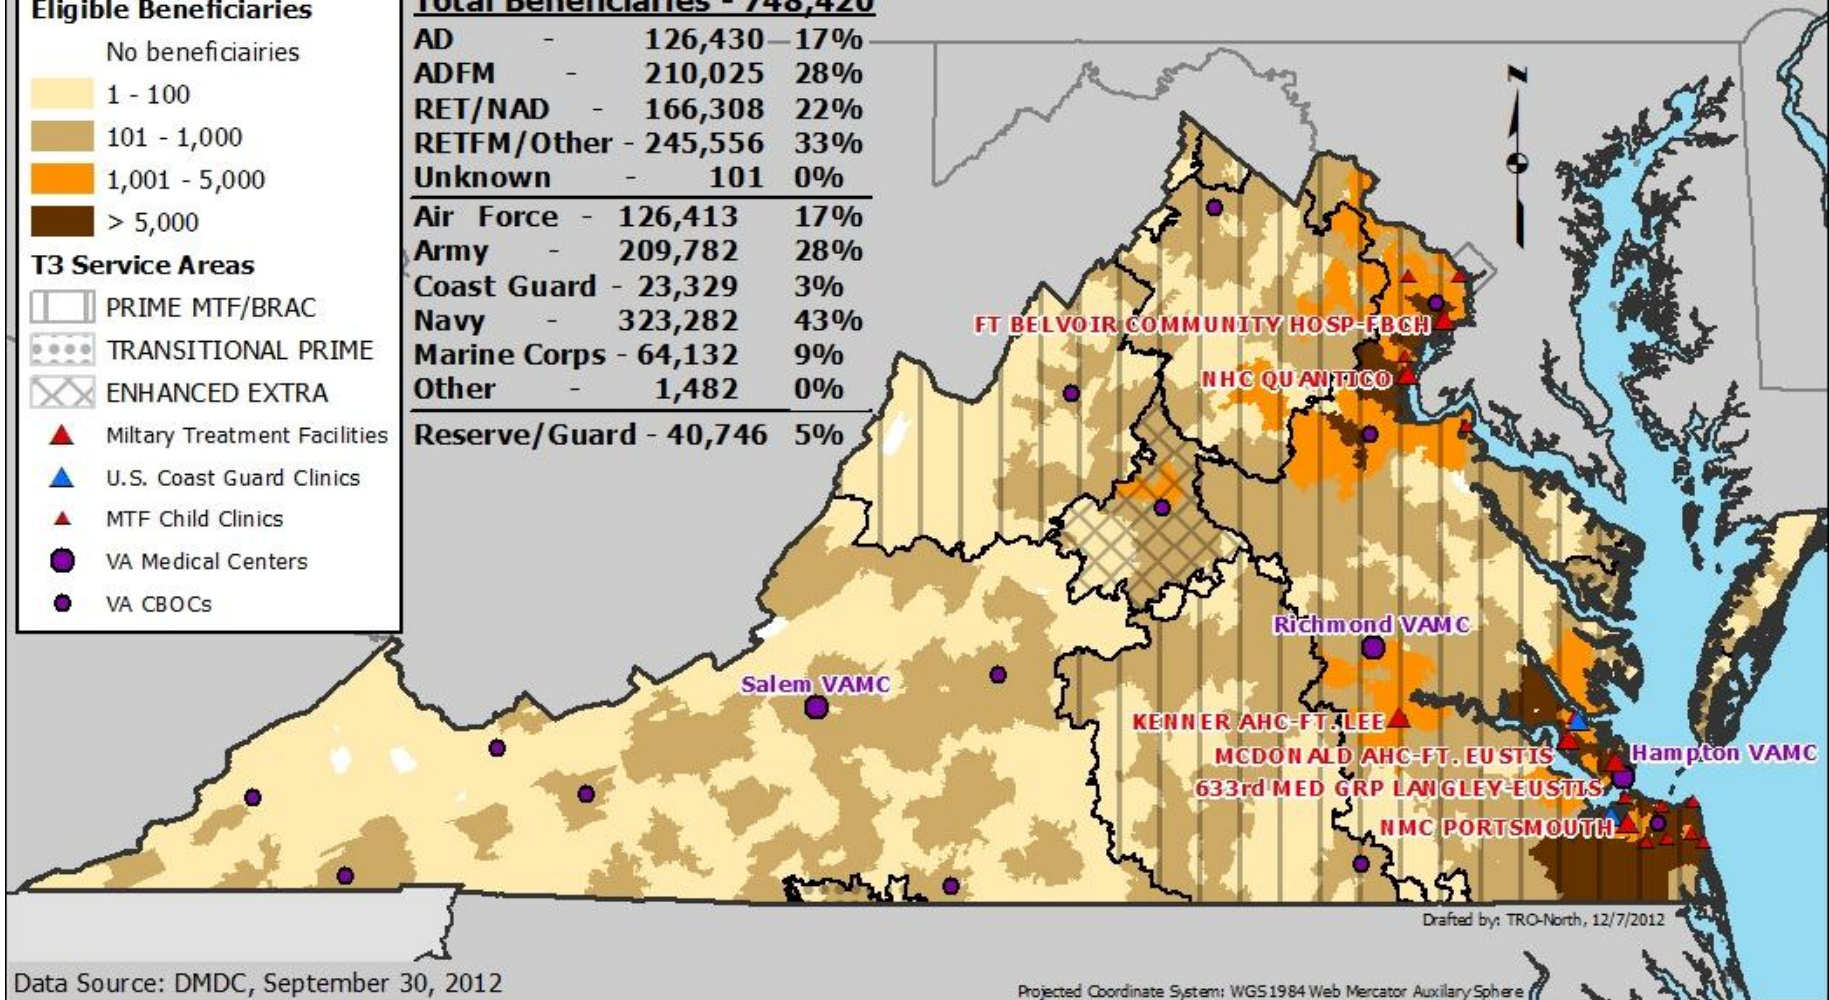 Eligible Beneficiaries
No beneficiairies
1 - 100
101 - 1,000
1,001 - 5,000
> 5,000
T3 Service Areas
PRIME MTF/BRAC
TRANSITIONAL PRIME
ENHANCED EXTRA
Miltary Treatment Facilities
U.S. Coast Guard Clinics
MTF Child Clinics
VA Medical Centers
VA CBOCs
Total Beneficiaries - 748,420
AD - 126,430 17%
ADFM - 210,025 28%
RET/NAD - 166,308 22%
RETFM/Other - 245,556 33%
Unknown - 101 0%
Air Force - 126,413 17%
Army - 209,782 28%
Coast Guard - 23,329 3%
Navy - 323,282 43%
Marine Corps - 64,132 9%
Other - 1,482 0%
Reserve/Guard - 40,746 5%
N
FT BELVOIR COMMUNITY HOSP-FBCH
NHC QUANTICO
Richmond VAMC
Salem VAMC
KENNER AHC-FT. LEE
MCDONALD AHC-FT. EUSTIS
Hampton VAMC
633rd MED GRP LANGLEY-EUSTIS
NMC PORTSMOUTH
Drafted by: TRO-North, 12/7/2012
Data Source: DMDC, September 30, 2012
Projected Coordinate System: WGS 1984 Web Mercator Auxilary Sphere